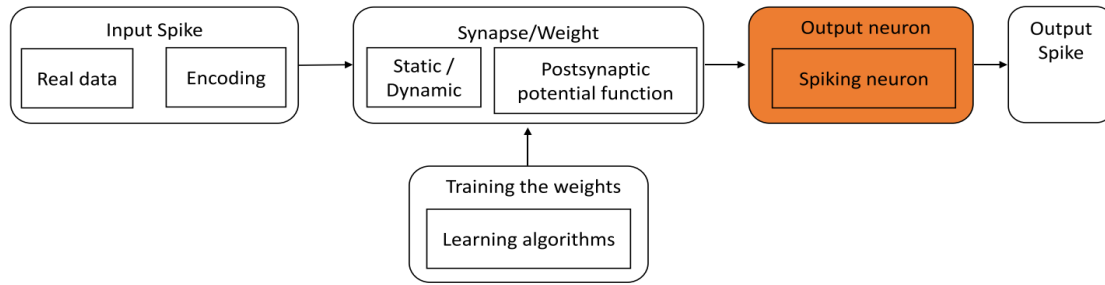 Input Spike
Real data
Encoding
Synapse/Weight
Static /
Dynamic
Postsynaptic
potential function
Output neuron
Spiking neuron
Output
Spike
Training the weights
Learning algorithms